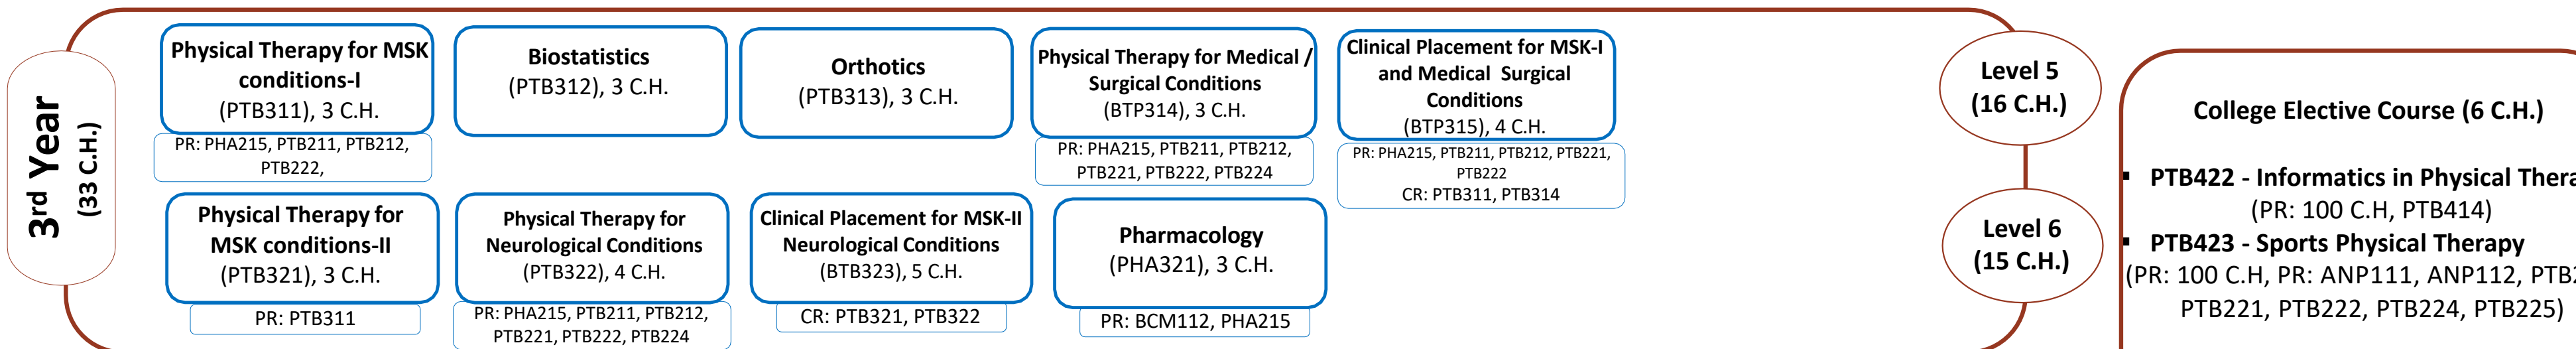 3rd Year
(33 C.H.)
Physical Therapy for MSK
conditions-I
(PTB311), 3 C.H.
PR: PHA215, PTB211, PTB212,
PTB222,
Biostatistics
(PTB312), 3 C.H.
Orthotics
(PTB313), 3 C.H.
Physical Therapy for Medical /
Surgical Conditions
(BTP314), 3 C.H.
PR: PHA215, PTB211, PTB212,
PTB221, PTB222, PTB224
Clinical Placement for MSK-I
and Medical Surgical
Conditions
(BTP315), 4 C.H.
PR: PHA215, PTB211, PTB212, PTB221,
PTB222
CR: PTB311, PTB314
Level 5
(16 C.H.)
Physical Therapy for
MSK conditions-II
(PTB321), 3 C.H.
PR: PTB311
Physical Therapy for
Neurological Conditions
(PTB322), 4 C.H.
PR: PHA215, PTB211, PTB212,
PTB221, PTB222, PTB224
Clinical Placement for MSK-II
Neurological Conditions
(BTB323), 5 C.H.
CR: PTB321, PTB322
Pharmacology
(PHA321), 3 C.H.
PR: BCM112, PHA215
Level 6
(15 C.H.)
College Elective Course (6 C.H.)
▪ PTB422 - Informatics in Physical
(PR: 100 C.H, PTB414)
▪ PTB423 - Sports Physical Therapy
(PR: 100 C.H, PR: ANP111, ANP112,
PTB221, PTB222, PTB224, PTB225)